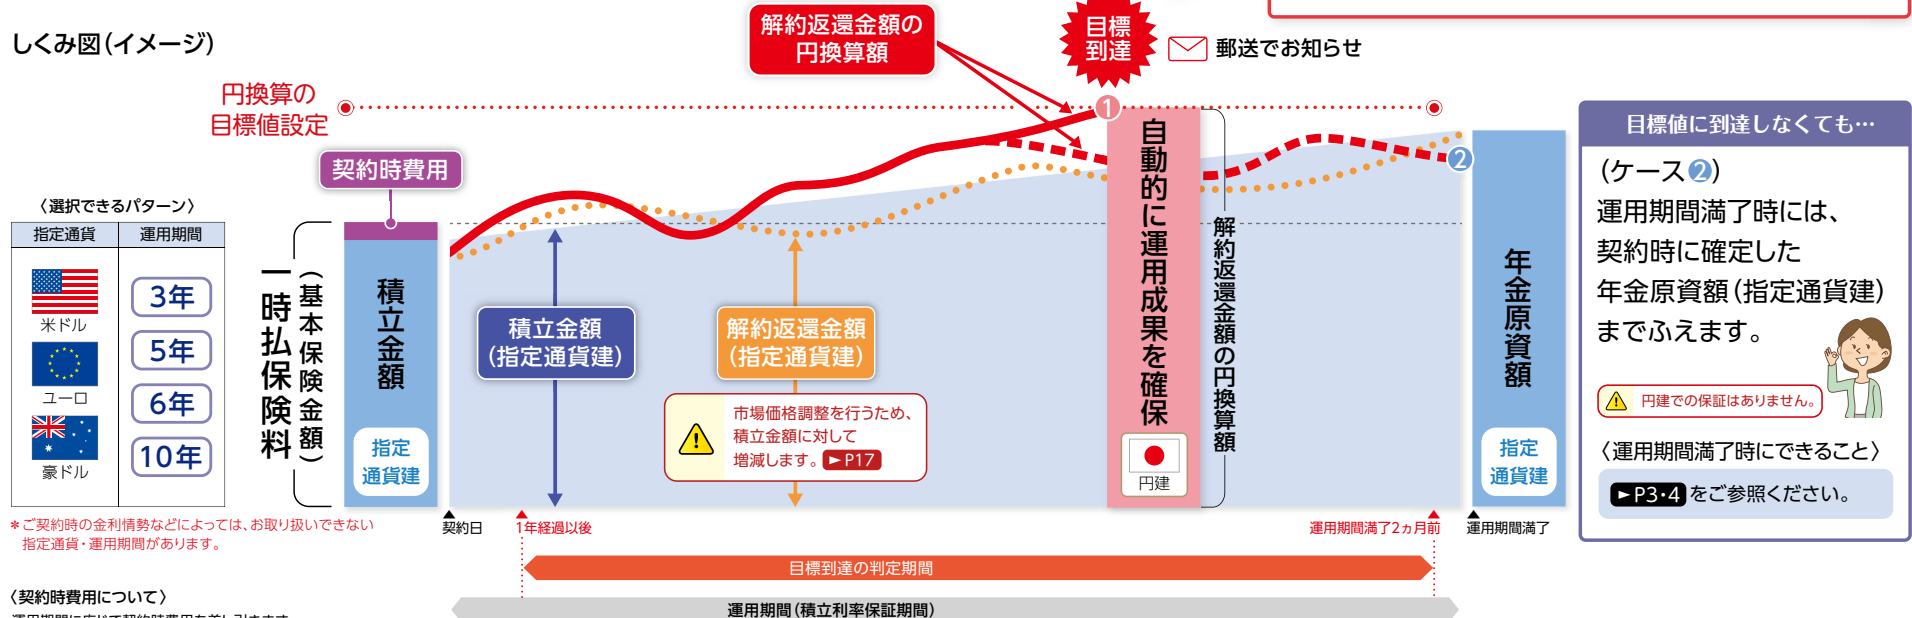 しくみ図(イメージ)
解約返還金額の
円換算額
目標
到達
郵送でお知らせ
円換算の
目標値設定
契約時費用
〈選択できるパターン〉
指定通貨 運用期間
米ドル
ユーロ
豪ドル
3年
5年
6年
10年
*ご契約時の金利情勢などによっては、お取り扱いできない
指定通貨・運用期間があります。
一時払保険料
(基本保険金額)
積立金額
指定
通貨建
積立金額
(指定通貨建)
解約返還金額
(指定通貨建)
市場価格調整を行うため、
積立金額に対して
増減します。 ►P17
1
自動的に運用成果を確保
円建
解約返還金額の円換算額
2
年金原資額
指定
通貨建
契約日
1年経過以後
運用期間満了2ヵ月前
運用期間満了
目標到達の判定期間
運用期間(積立利率保証期間)
目標値に到達しなくても…
(ケース❷)
運用期間満了時には、
契約時に確定した
年金原資額(指定通貨建)
までふえます。
円建での保証はありません。
〈運用期間満了時にできること〉
►P3・4 をご参照ください。
〈契約時費用について〉